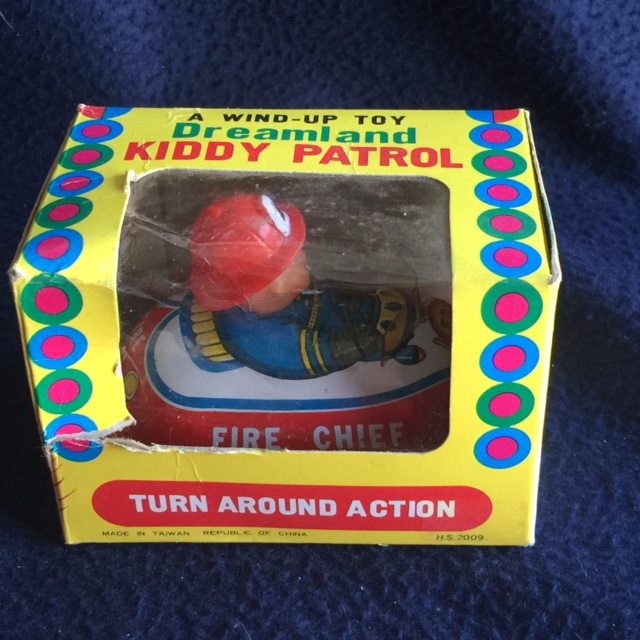 A WIND-UP TOY
Dreamland
KIDDY PATROL
FIRE CHIEF
TURN AROUND ACTION
MADE IN TAIWAN REPUBLIC OF CHINA
H.S.2009.